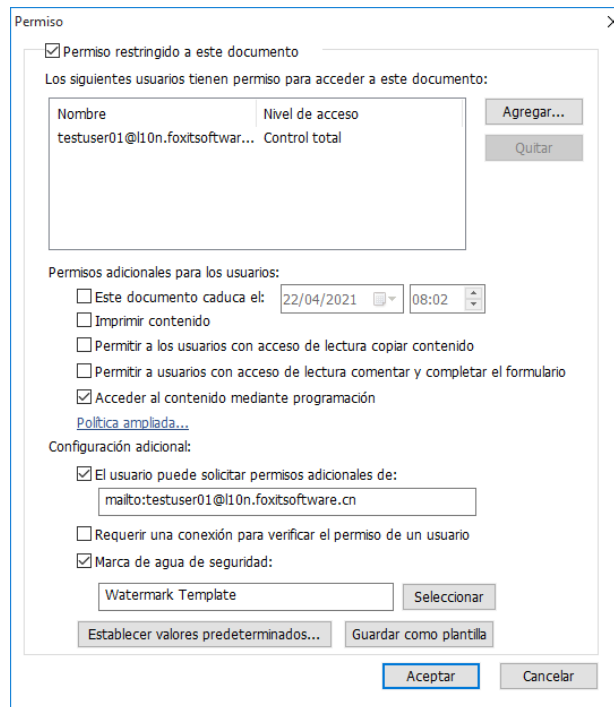 Permiso
Permiso restringido a este documento
Los siguientes usuarios tienen permiso para acceder a este documento:
Nombre Nivel de acceso
testuser01@l10n.foxitsoftwar... Control total
Agregar...
Quitar
Permisos adicionales para los usuarios:
Este documento caduca el: 22/04/2021 08:02
Imprimir contenido
Permitir a los usuarios con acceso de lectura copiar contenido
Permitir a usuarios con acceso de lectura comentar y completar el formulario
Acceder al contenido mediante programación
Política ampliada...
Configuración adicional:
El usuario puede solicitar permisos adicionales de:
mailto:testuser01@l10n.foxitsoftware.cn
Requerir una conexión para verificar el permiso de un usuario
Marca de agua de seguridad:
Watermark Template Seleccionar
Establecer valores predeterminados... Guardar como plantilla
Aceptar Cancelar